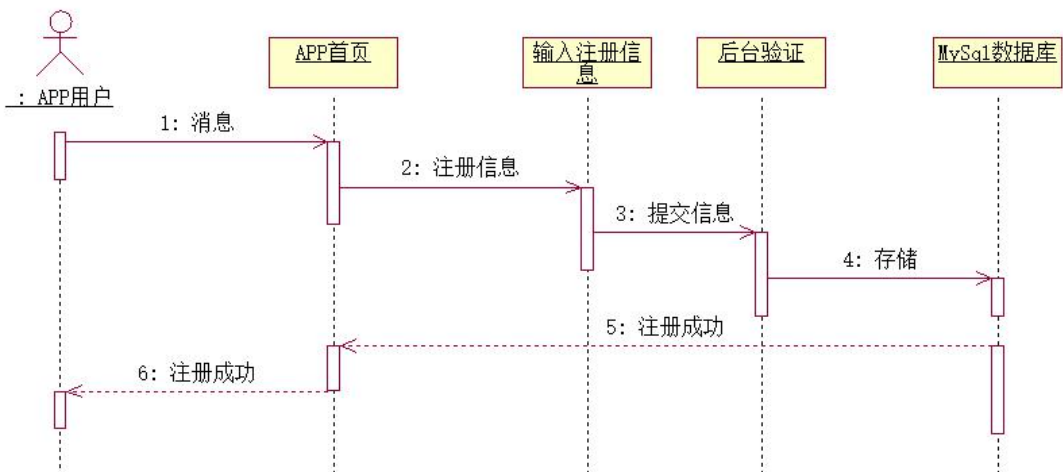 : APP用户
APP首页
输入注册信
息
后台验证
MySql数据库
1: 消息
2: 注册信息
3: 提交信息
4: 存储
5: 注册成功
6: 注册成功